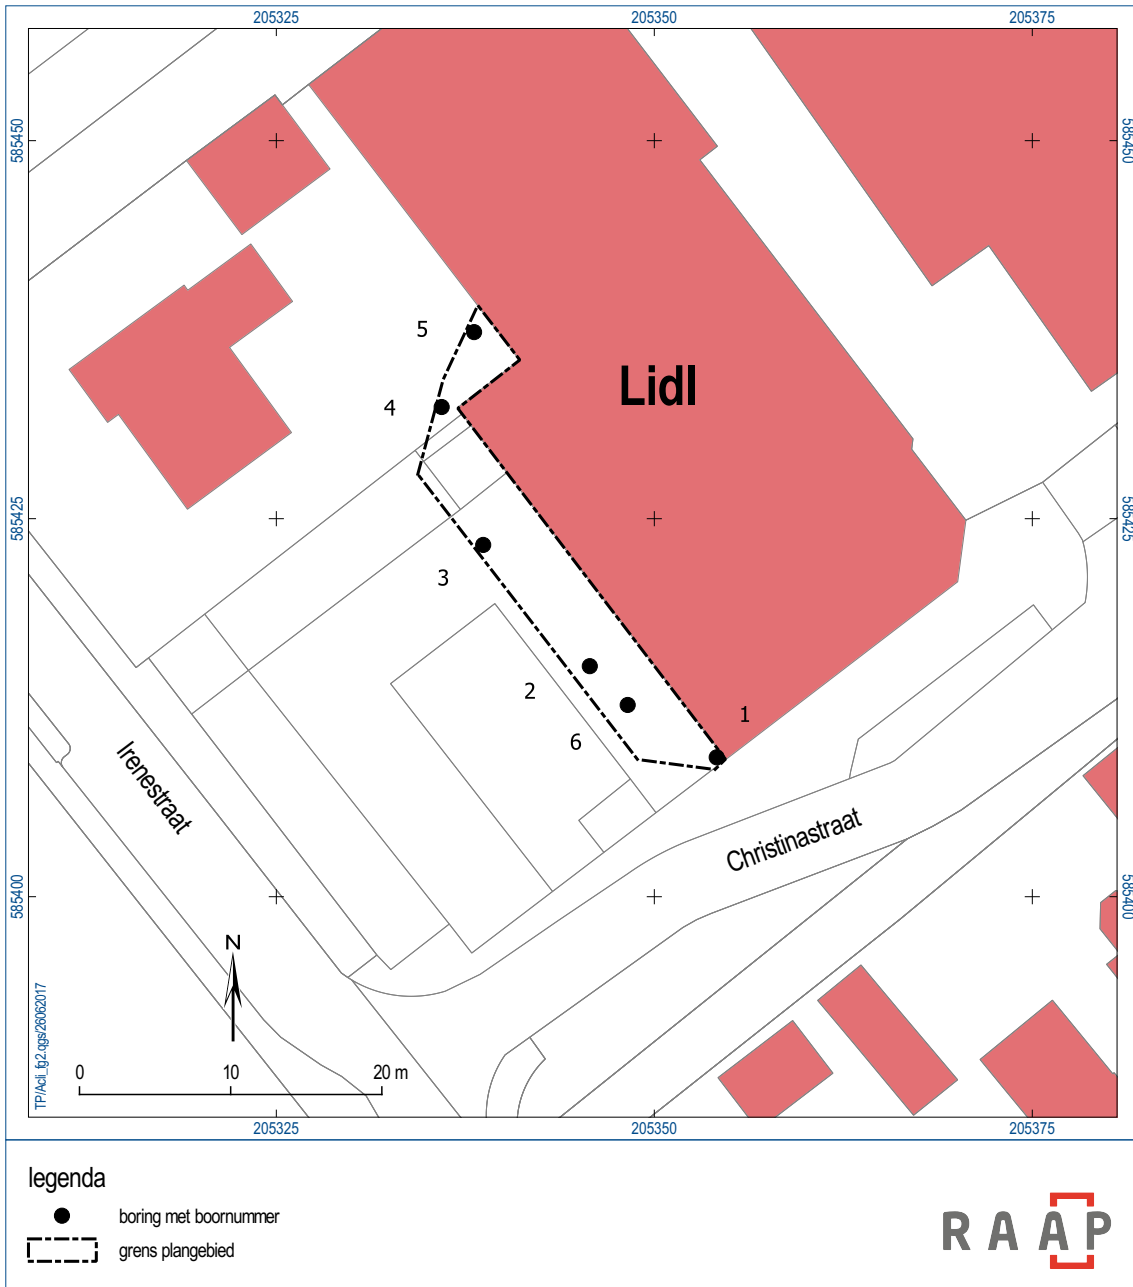 205325
205350
205375
585450
585450
5
Lidl
4
585425
585425
3
2
1
6
Irenestraat
Christinastraat
585400
585400
N
TP/Acli_fg2.qgs/26062017
0
10
20 m
205325
205350
205375
legenda
boring met boornummer
grens plangebied
RAAP